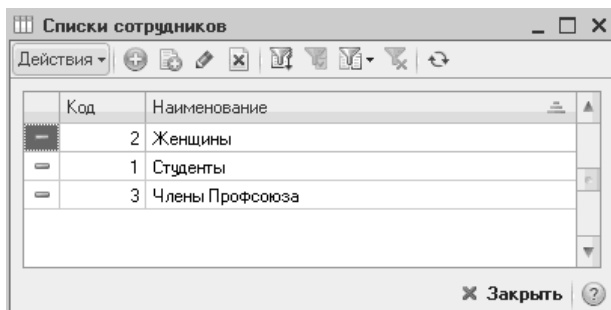 Списки сотрудников
Действия
Код Наименование
2 Женщины
1 Студенты
3 Члены Профсоюза
Закрыть ?